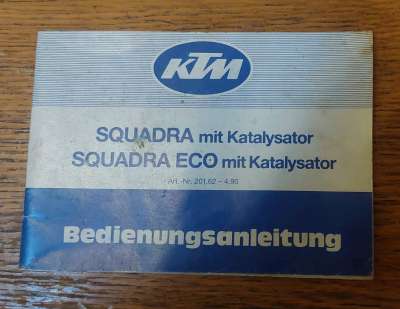 KTM
SQUADRA mit Katalysator
SQUADRA ECO mit Katalysator
Art.-Nr. 201.62 – 4.90
Bedienungsanleitung